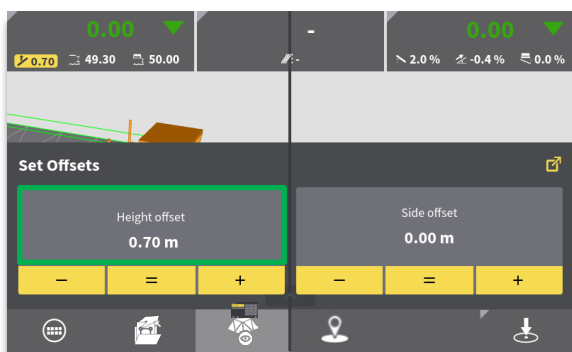 0.00 - 0.00
0.70 49.30 50.00 - 2.0 % -0.4 % 0.0 %
Set Offsets
Height offset Side offset
0.70 m 0.00 m
− = + − = +